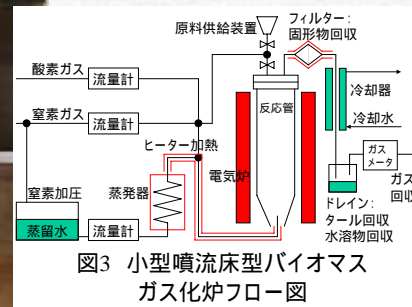 原料供給装置
フィルター：
固形物回収
酸素ガス
流量計
窒素ガス
流量計
反応管
冷却器
冷却水
ヒーター加熱
電気炉
ガス
メータ
窒素加圧
蒸発器
ガス
回収
蒸留水
流量計
ドレイン：
タール回収
水溶物回収
図3 小型噴流床型バイオマス
ガス化炉フロー図